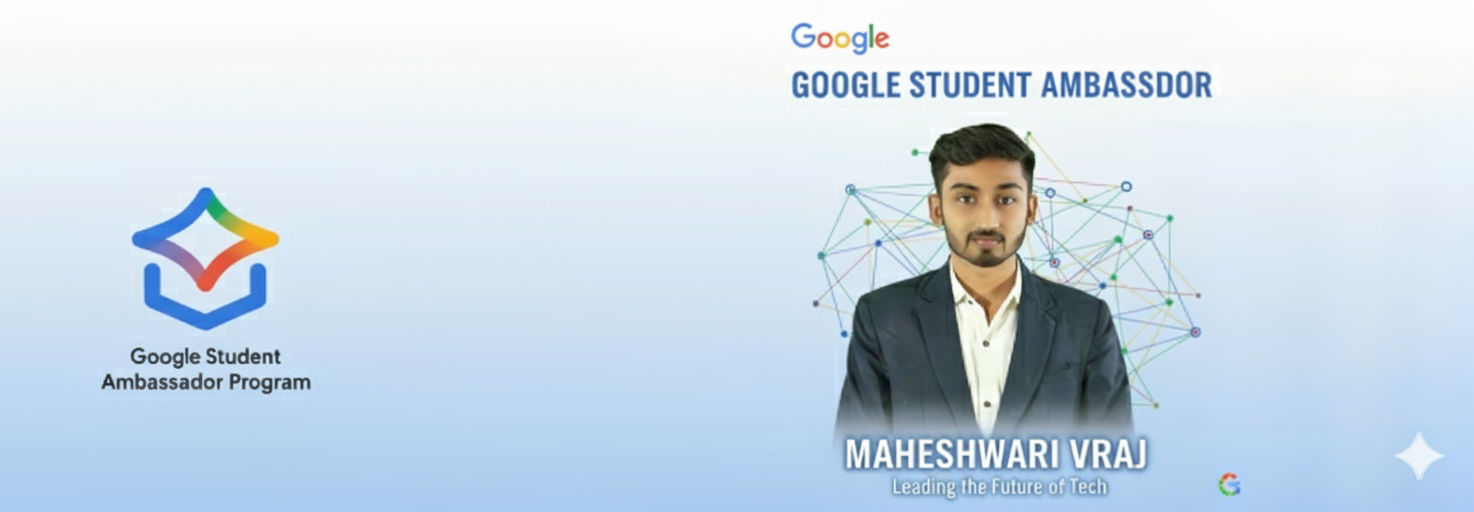 Google
GOOGLE STUDENT AMBASSDOR
Google Student
Ambassador Program
MAHESHWARI VRAJ
Leading the Future of Tech
G